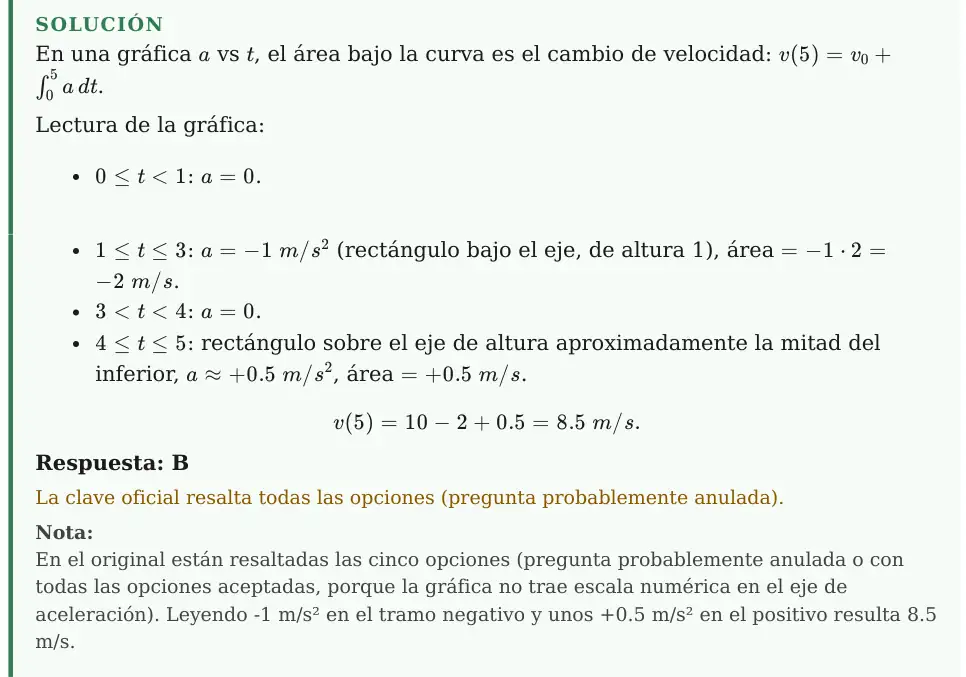 SOLUCIÓN
En una gráfica a vs t, el área bajo la curva es el cambio de velocidad: v(5) = v₀ +
∫₀⁵ a dt.
Lectura de la gráfica:
• 0 ≤ t < 1: a = 0.
• 1 ≤ t ≤ 3: a = −1 m/s² (rectángulo bajo el eje, de altura 1), área = −1 · 2 =
−2 m/s.
• 3 < t < 4: a = 0.
• 4 ≤ t ≤ 5: rectángulo sobre el eje de altura aproximadamente la mitad del
inferior, a ≈ +0.5 m/s², área = +0.5 m/s.
v(5) = 10 − 2 + 0.5 = 8.5 m/s.
Respuesta: B
La clave oficial resalta todas las opciones (pregunta probablemente anulada).
Nota:
En el original están resaltadas las cinco opciones (pregunta probablemente anulada o con
todas las opciones aceptadas, porque la gráfica no trae escala numérica en el eje de
aceleración). Leyendo -1 m/s² en el tramo negativo y unos +0.5 m/s² en el positivo resulta 8.5
m/s.